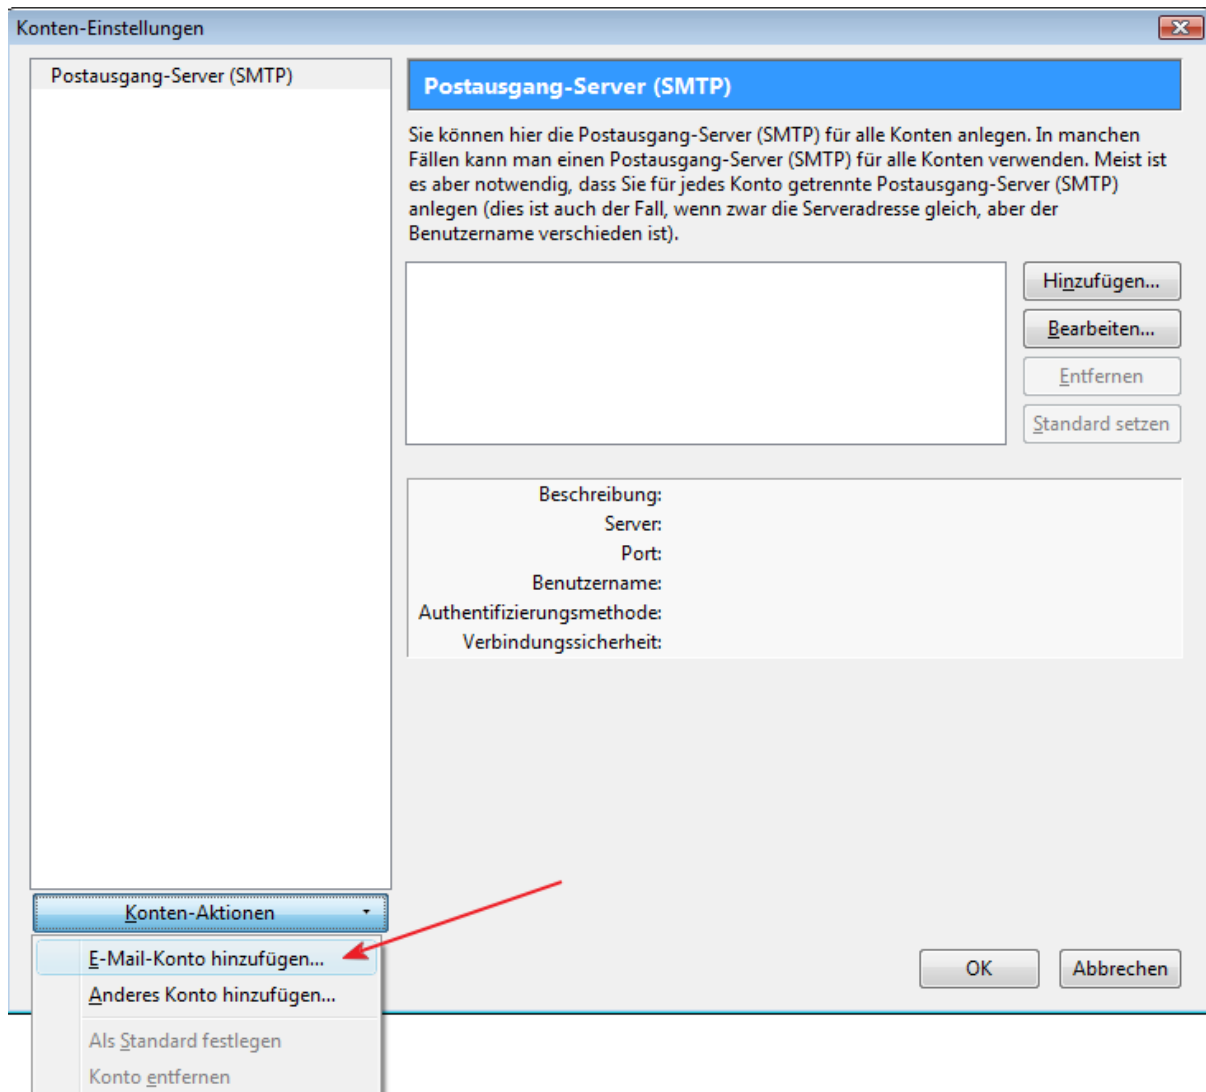 Konten-Einstellungen
Postausgang-Server (SMTP)
Postausgang-Server (SMTP)
Sie können hier die Postausgang-Server (SMTP) für alle Konten anlegen. In manchen
Fällen kann man einen Postausgang-Server (SMTP) für alle Konten verwenden. Meist ist
es aber notwendig, dass Sie für jedes Konto getrennte Postausgang-Server (SMTP)
anlegen (dies ist auch der Fall, wenn zwar die Serveradresse gleich, aber der
Benutzername verschieden ist).
Hinzufügen...
Bearbeiten...
Entfernen
Standard setzen
Beschreibung:
Server:
Port:
Benutzername:
Authentifizierungsmethode:
Verbindungssicherheit:
Konten-Aktionen
E-Mail-Konto hinzufügen...
Anderes Konto hinzufügen...
Als Standard festlegen
Konto entfernen
OK
Abbrechen